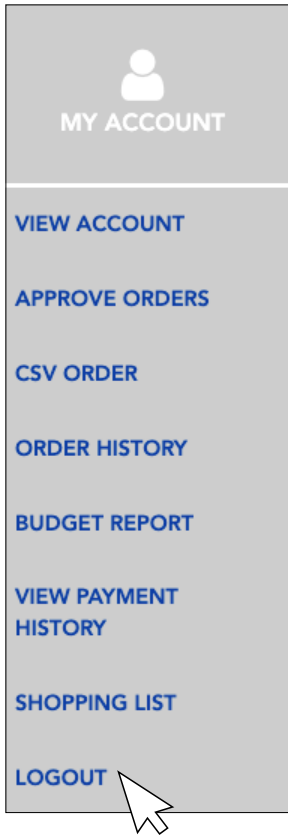 MY ACCOUNT
VIEW ACCOUNT
APPROVE ORDERS
CSV ORDER
ORDER HISTORY
BUDGET REPORT
VIEW PAYMENT
HISTORY
SHOPPING LIST
LOGOUT